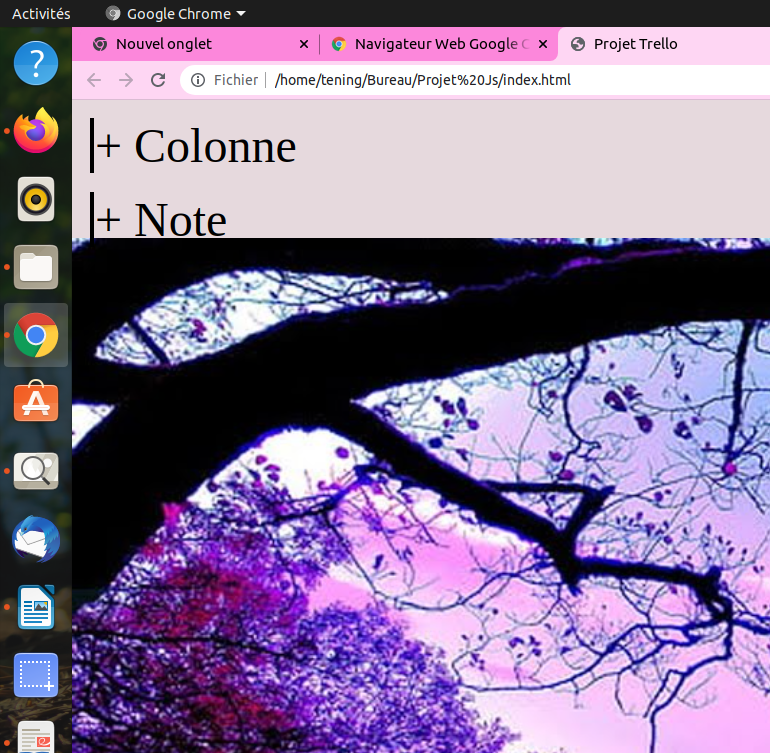 Activités Google Chrome
Nouvel onglet Navigateur Web Google Projet Trello
Fichier /home/tening/Bureau/Projet%20Js/index.html
+ Colonne
+ Note